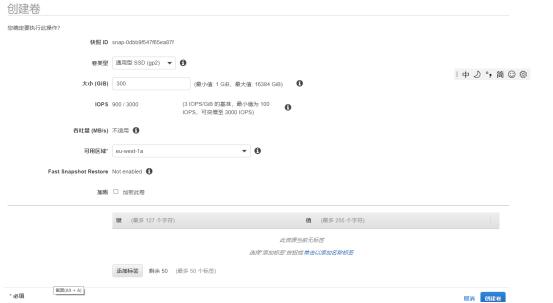 创建卷
您确定要执行此操作?
快照 ID snap-0dbb9f547f65ea87f
卷类型 通用型 SSD (gp2)
大小 (GiB) 300 (最小值: 1 GiB, 最大值: 16384 GiB)
中 简
IOPS 900 / 3000 (3 IOPS/GiB 的基准，最小值为 100 IOPS，可突增至 3000 IOPS)
吞吐量 (MB/s) 不适用
可用区域* eu-west-1a
Fast Snapshot Restore Not enabled
加密 加密此卷
键 (最多 127 个字符) 值 (最多 255 个字符)
此资源当前无标签
选择“添加标签”按钮或 单击以添加名称标签
添加标签 剩余 50 (最多 50 个标签)
截图(Alt + A)
* 必填 取消 创建卷